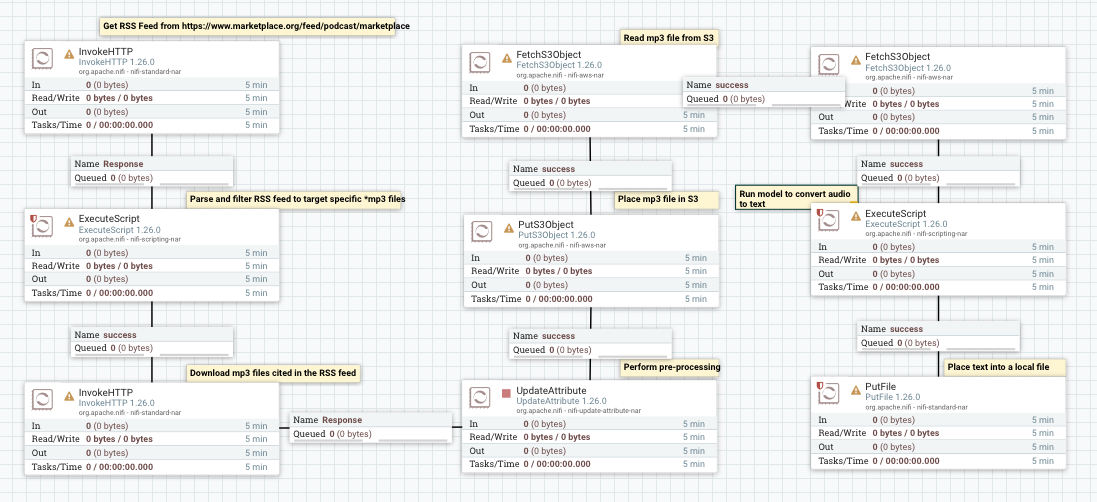 Get RSS Feed from https://www.marketplace.org/feed/podcast/marketplace
InvokeHTTP
InvokeHTTP 1.26.0
org.apache.nifi - nifi-standard-nar
In 0 (0 bytes) 5 min
Read/Write 0 bytes / 0 bytes 5 min
Out 0 (0 bytes) 5 min
Tasks/Time 0 / 00:00:00.000 5 min
Name Response
Queued 0 (0 bytes)
Parse and filter RSS feed to target specific *mp3 files
ExecuteScript
ExecuteScript 1.26.0
org.apache.nifi - nifi-scripting-nar
In 0 (0 bytes) 5 min
Read/Write 0 bytes / 0 bytes 5 min
Out 0 (0 bytes) 5 min
Tasks/Time 0 / 00:00:00.000 5 min
Name success
Queued 0 (0 bytes)
Download mp3 files cited in the RSS feed
InvokeHTTP
InvokeHTTP 1.26.0
org.apache.nifi - nifi-standard-nar
In 0 (0 bytes) 5 min
Read/Write 0 bytes / 0 bytes 5 min
Out 0 (0 bytes) 5 min
Tasks/Time 0 / 00:00:00.000 5 min
Name Response
Queued 0 (0 bytes)
Read mp3 file from S3
FetchS3Object
FetchS3Object 1.26.0
org.apache.nifi - nifi-aws-nar
In 0 (0 bytes)
Read/Write 0 bytes / 0 bytes
Out 0 (0 bytes) 5 min
Tasks/Time 0 / 00:00:00.000 5 min
Name success
Queued 0 (0 bytes)
Place mp3 file in S3
PutS3Object
PutS3Object 1.26.0
org.apache.nifi - nifi-aws-nar
In 0 (0 bytes) 5 min
Read/Write 0 bytes / 0 bytes 5 min
Out 0 (0 bytes) 5 min
Tasks/Time 0 / 00:00:00.000 5 min
Name success
Queued 0 (0 bytes)
Perform pre-processing
UpdateAttribute
UpdateAttribute 1.26.0
org.apache.nifi - nifi-update-attribute-nar
In 0 (0 bytes) 5 min
Read/Write 0 bytes / 0 bytes 5 min
Out 0 (0 bytes) 5 min
Tasks/Time 0 / 00:00:00.000 5 min
Name success
Queued 0 (0 bytes)
FetchS3Object
FetchS3Object 1.26.0
org.apache.nifi - nifi-aws-nar
0 (0 bytes) 5 min
Write 0 bytes / 0 bytes 5 min
Out 0 (0 bytes) 5 min
Tasks/Time 0 / 00:00:00.000 5 min
Name success
Queued 0 (0 bytes)
Run model to convert audio
to text
ExecuteScript
ExecuteScript 1.26.0
org.apache.nifi - nifi-scripting-nar
In 0 (0 bytes) 5 min
Read/Write 0 bytes / 0 bytes 5 min
Out 0 (0 bytes) 5 min
Tasks/Time 0 / 00:00:00.000 5 min
Name success
Queued 0 (0 bytes)
Place text into a local file
PutFile
PutFile 1.26.0
org.apache.nifi - nifi-standard-nar
In 0 (0 bytes) 5 min
Read/Write 0 bytes / 0 bytes 5 min
Out 0 (0 bytes) 5 min
Tasks/Time 0 / 00:00:00.000 5 min